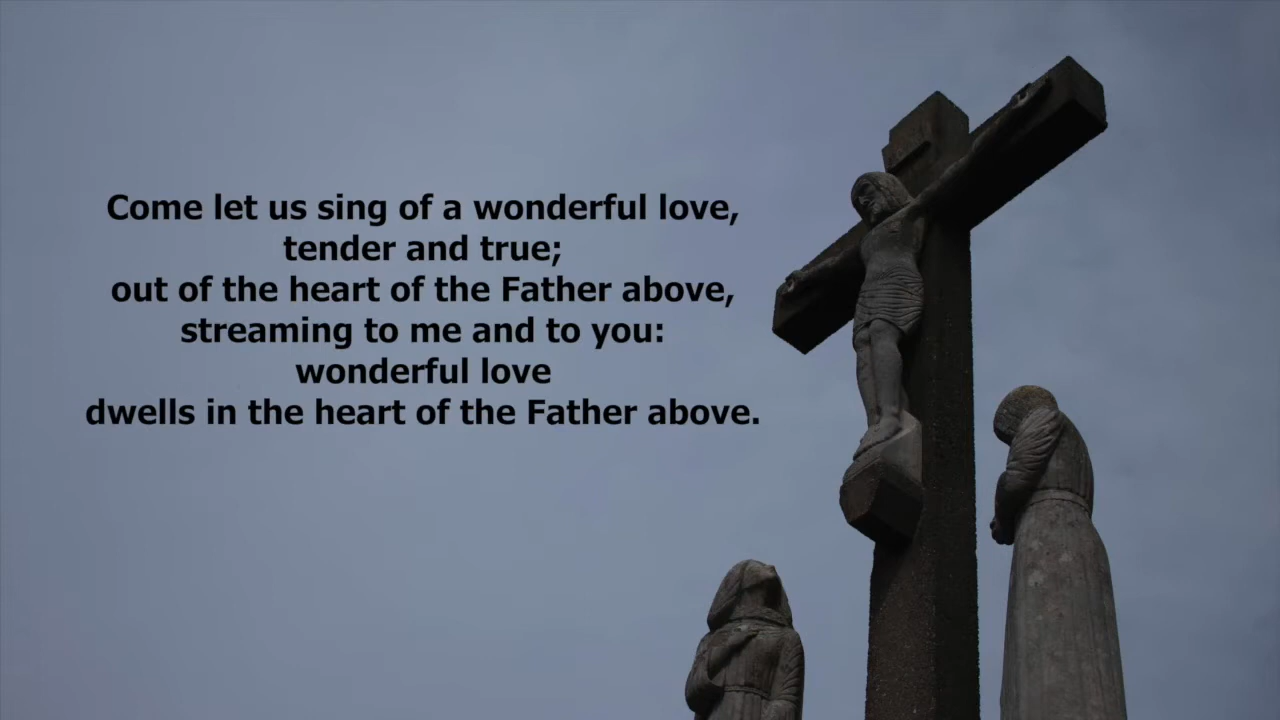 Come let us sing of a wonderful love,
tender and true;
out of the heart of the Father above,
streaming to me and to you:
wonderful love
dwells in the heart of the Father above.